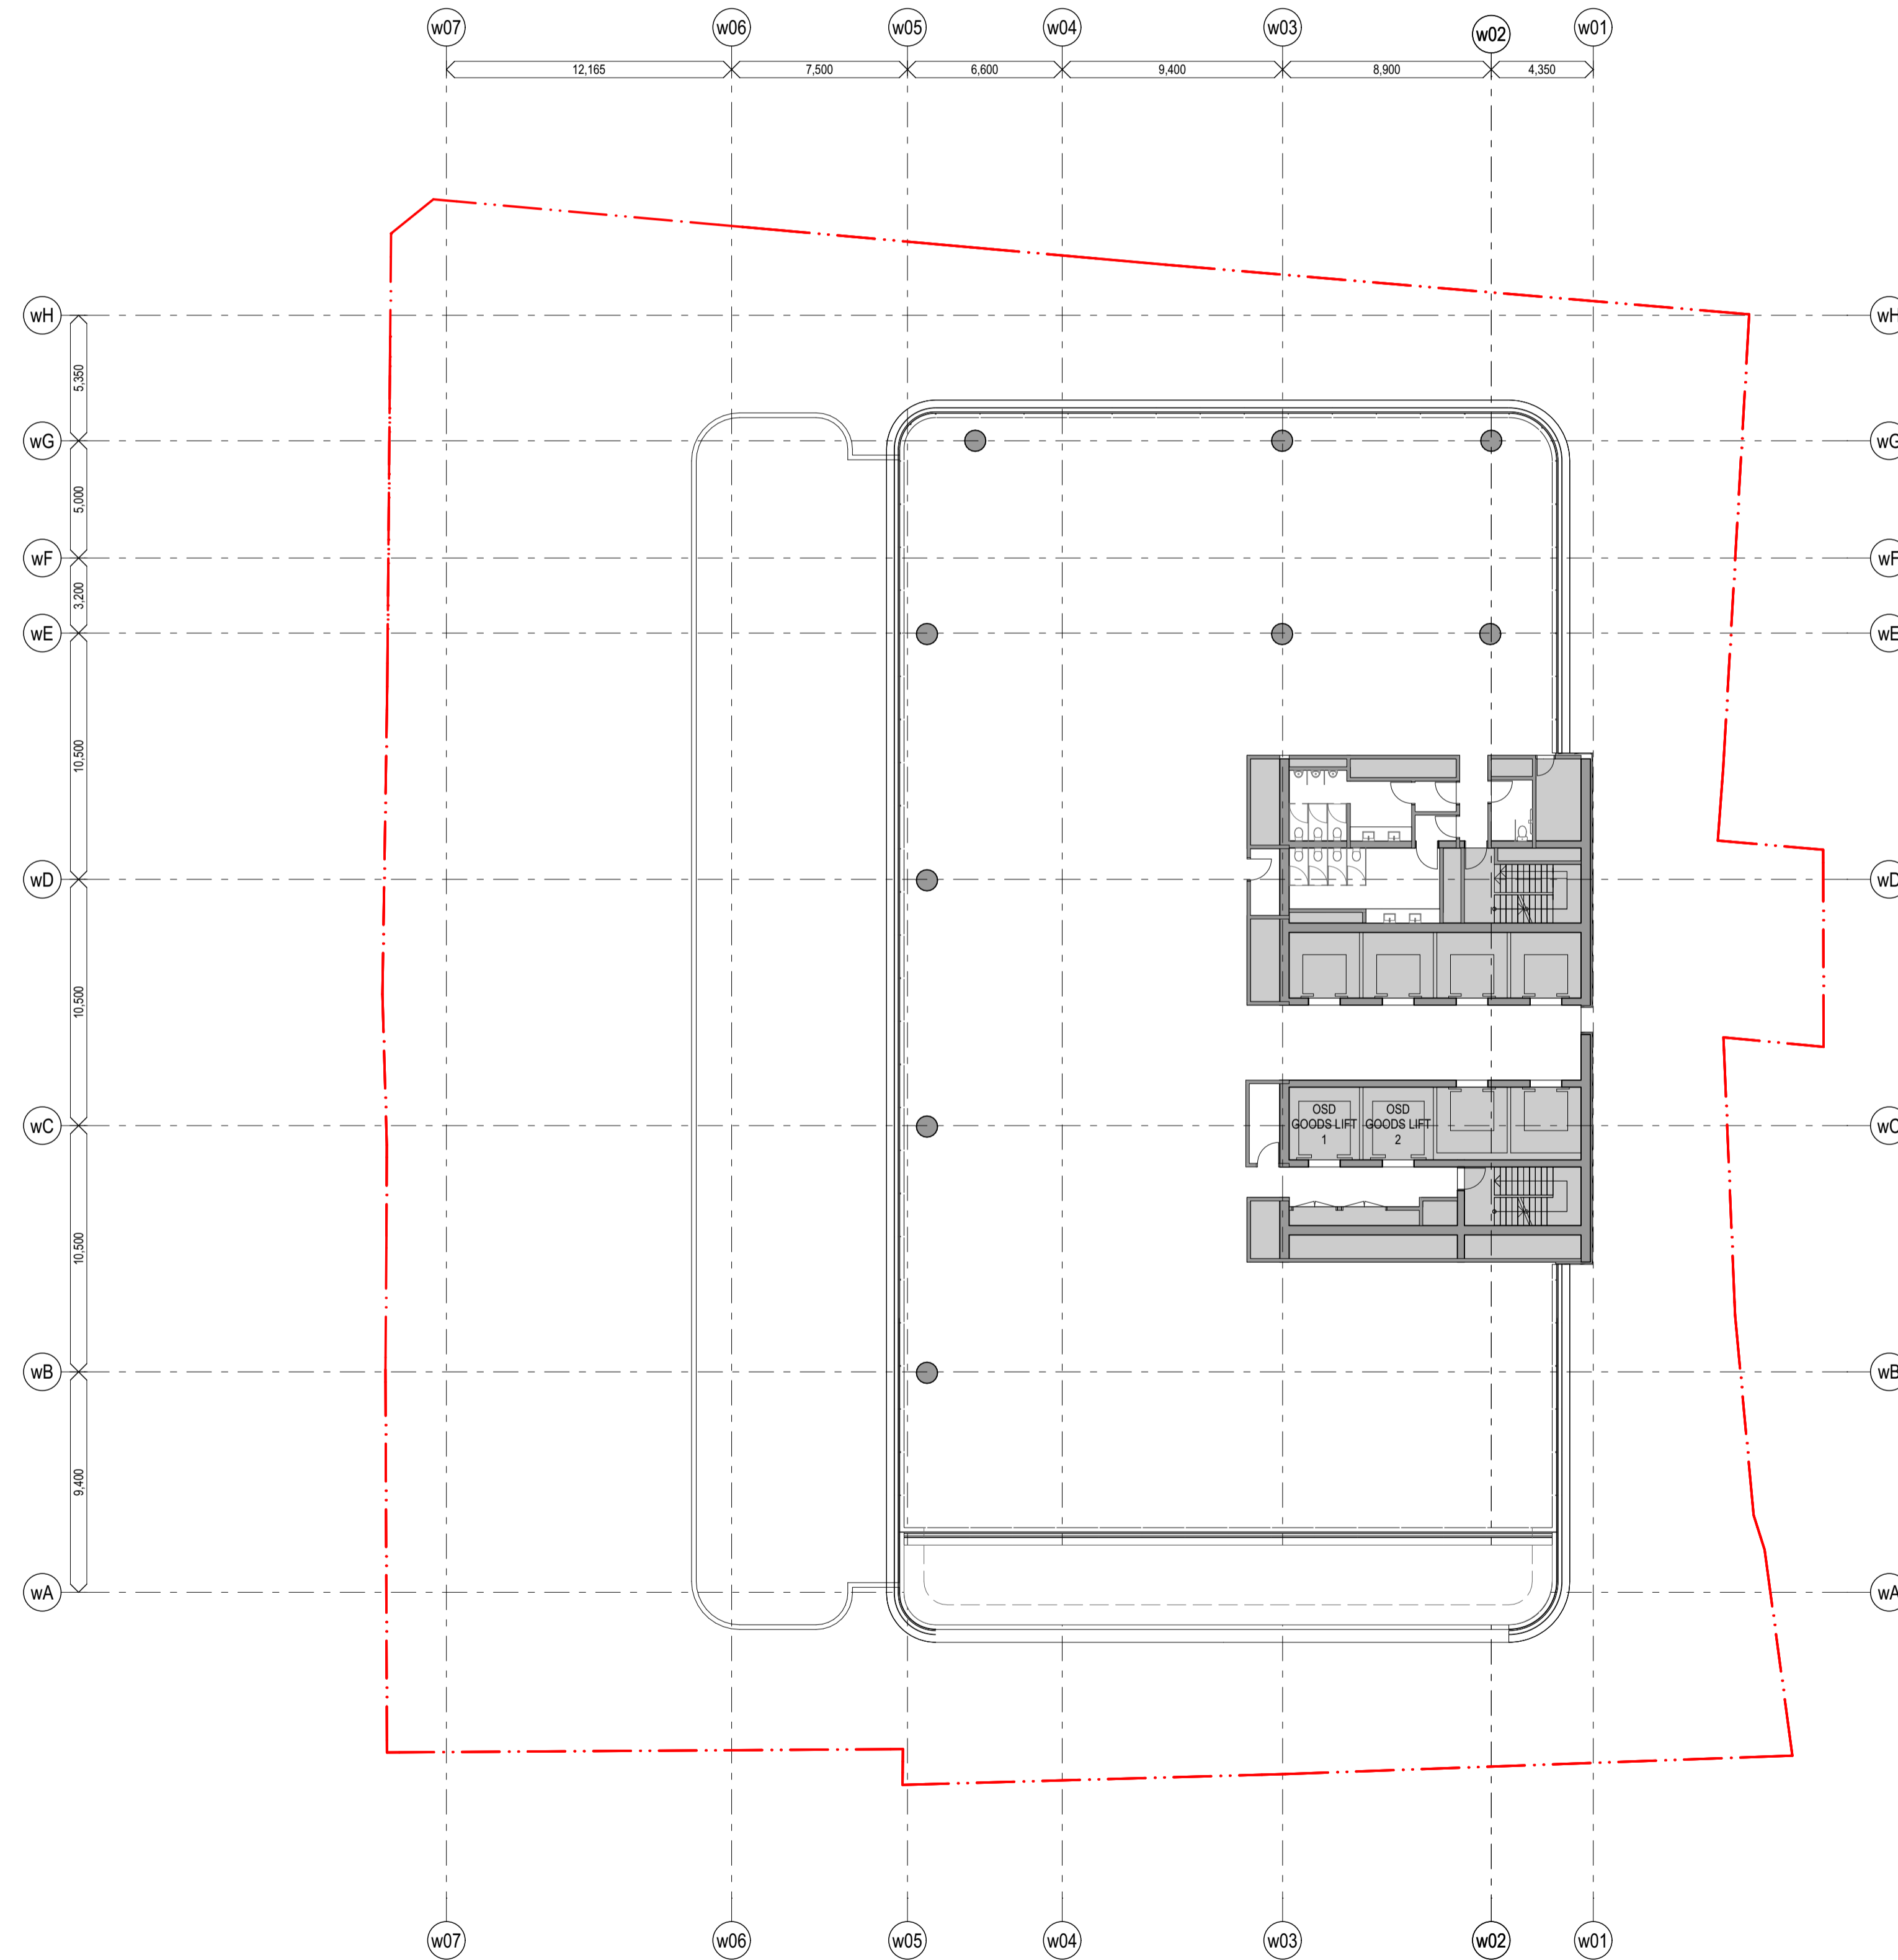 w07 w06 w05 w04 w03 w02 w01
12,165 7,500 6,600 9,400 8,900 4,350
wH wH
5,350
wG wG
5,000
wF wF
3,200
wE wE
10,500
wD wD
10,500
OSD OSD
GOODS LIFT GOODS LIFT
1 2
wC wC
10,500
wB wB
9,400
wA wA
w07 w06 w05 w04 w03 w02 w01